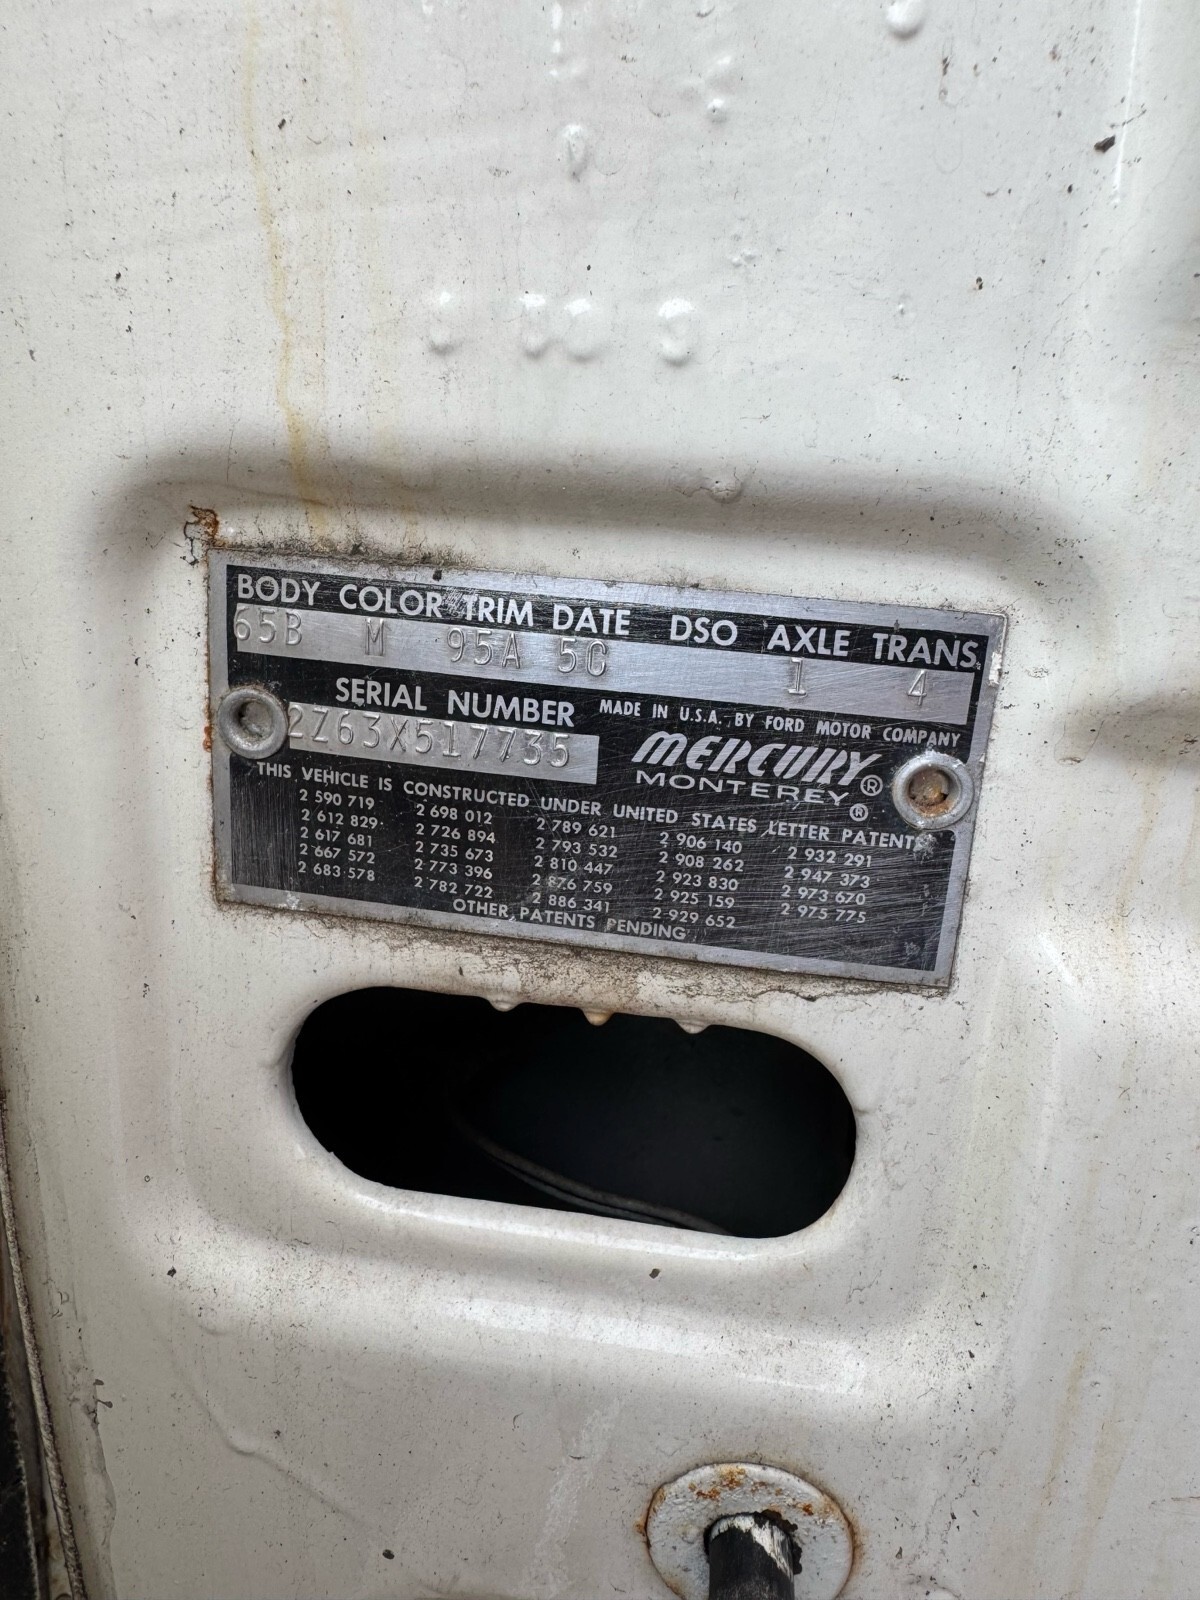 BODY COLOR TRIM DATE DSO AXLE TRANS.
65B M 95A 5G 1 4
SERIAL NUMBER
2Z63X517735
MADE IN U.S.A. BY FORD MOTOR COMPANY
MERCURY®
MONTEREY®
THIS VEHICLE IS CONSTRUCTED UNDER UNITED STATES LETTER PATENTS
2 590 719 2 698 012 2 789 621 2 906 140 2 932 291
2 612 829 2 726 894 2 793 532 2 908 262 2 947 373
2 617 681 2 735 673 2 810 447 2 923 830 2 973 670
2 667 572 2 773 396 2 876 759 2 925 159 2 975 775
2 683 578 2 782 722 2 886 341 2 929 652
OTHER PATENTS PENDING